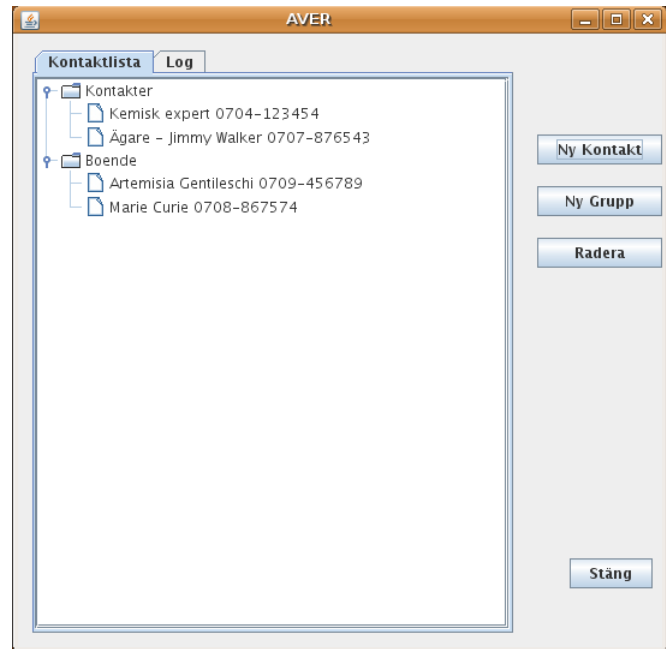 AVER
Kontaktlista Log
Kontakter
Kemisk expert 0704-123454
Ägare - Jimmy Walker 0707-876543
Boende
Artemisia Gentileschi 0709-456789
Marie Curie 0708-867574
Ny Kontakt
Ny Grupp
Radera
Stäng